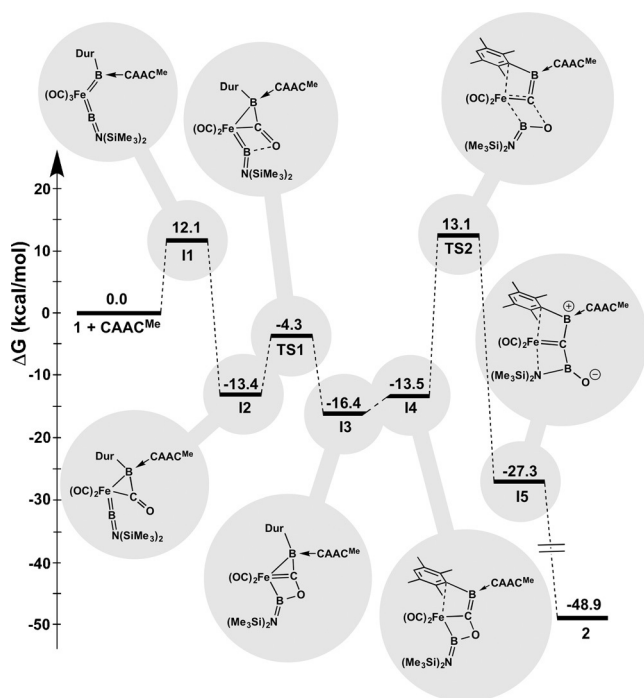 Dur
B
CAAC^Me
(OC)3Fe
B
N(SiMe3)2
Dur
B
CAAC^Me
(OC)2Fe
C
O
B
N(SiMe3)2
B
CAAC^Me
(OC)2Fe
C
B
O
(Me3Si)2N
ΔG (kcal/mol)
20
10
0
-10
-20
-30
-40
-50
0.0
1 + CAAC^Me
12.1
I1
-13.4
I2
-4.3
TS1
-16.4
I3
-13.5
I4
13.1
TS2
-27.3
I5
-48.9
2
⊕
B
CAAC^Me
(OC)2Fe
C
(Me3Si)2N
B
O
⊖
Dur
B
CAAC^Me
(OC)2Fe
C
O
B
N(SiMe3)2
Dur
B
CAAC^Me
(OC)2Fe
C
B
O
(Me3Si)2N
B
CAAC^Me
(OC)2Fe
C
B
O
(Me3Si)2N